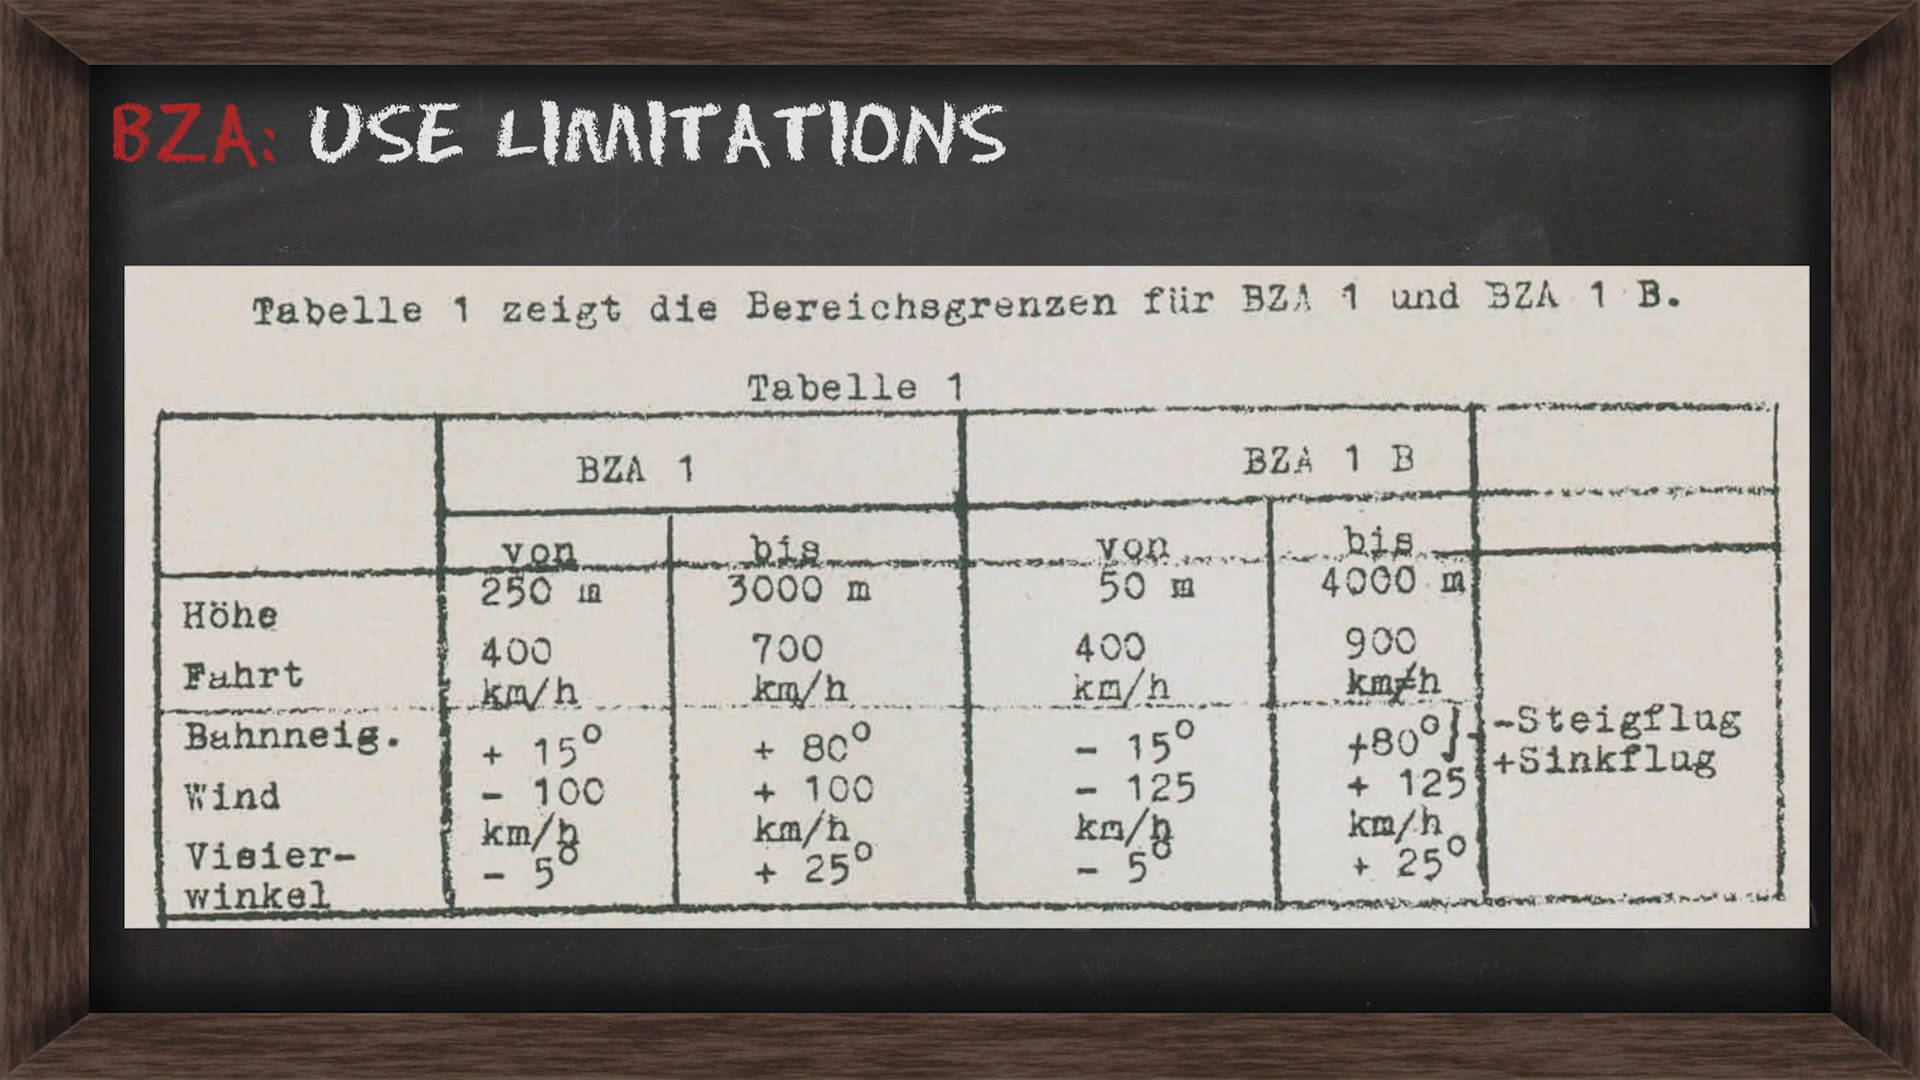 BZA: USE LIMITATIONS
Tabelle 1 zeigt die Bereichsgrenzen für BZA 1 und BZA 1 B.
Tabelle 1
BZA 1 BZA 1 B
von bis von bis
Höhe 250 m 3000 m 50 m 4000 m
Fahrt 400 700 400 900
km/h km/h km/h km/h
Bahnneig. + 15° + 80° - 15° +80° -Steigflug
+Sinkflug
Wind - 100 + 100 - 125 + 125
km/h km/h km/h km/h
Visier- - 5° + 25° - 5° + 25°
winkel